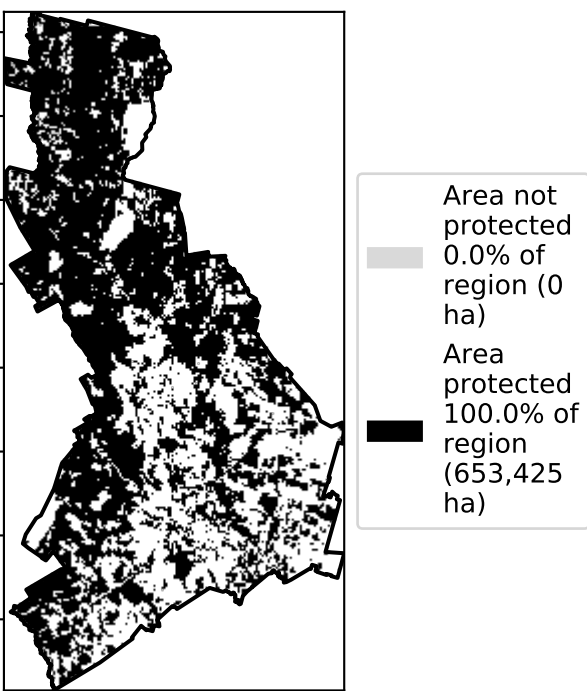 Area not
protected
0.0% of
region (0
ha)
Area
protected
100.0% of
region
(653,425
ha)